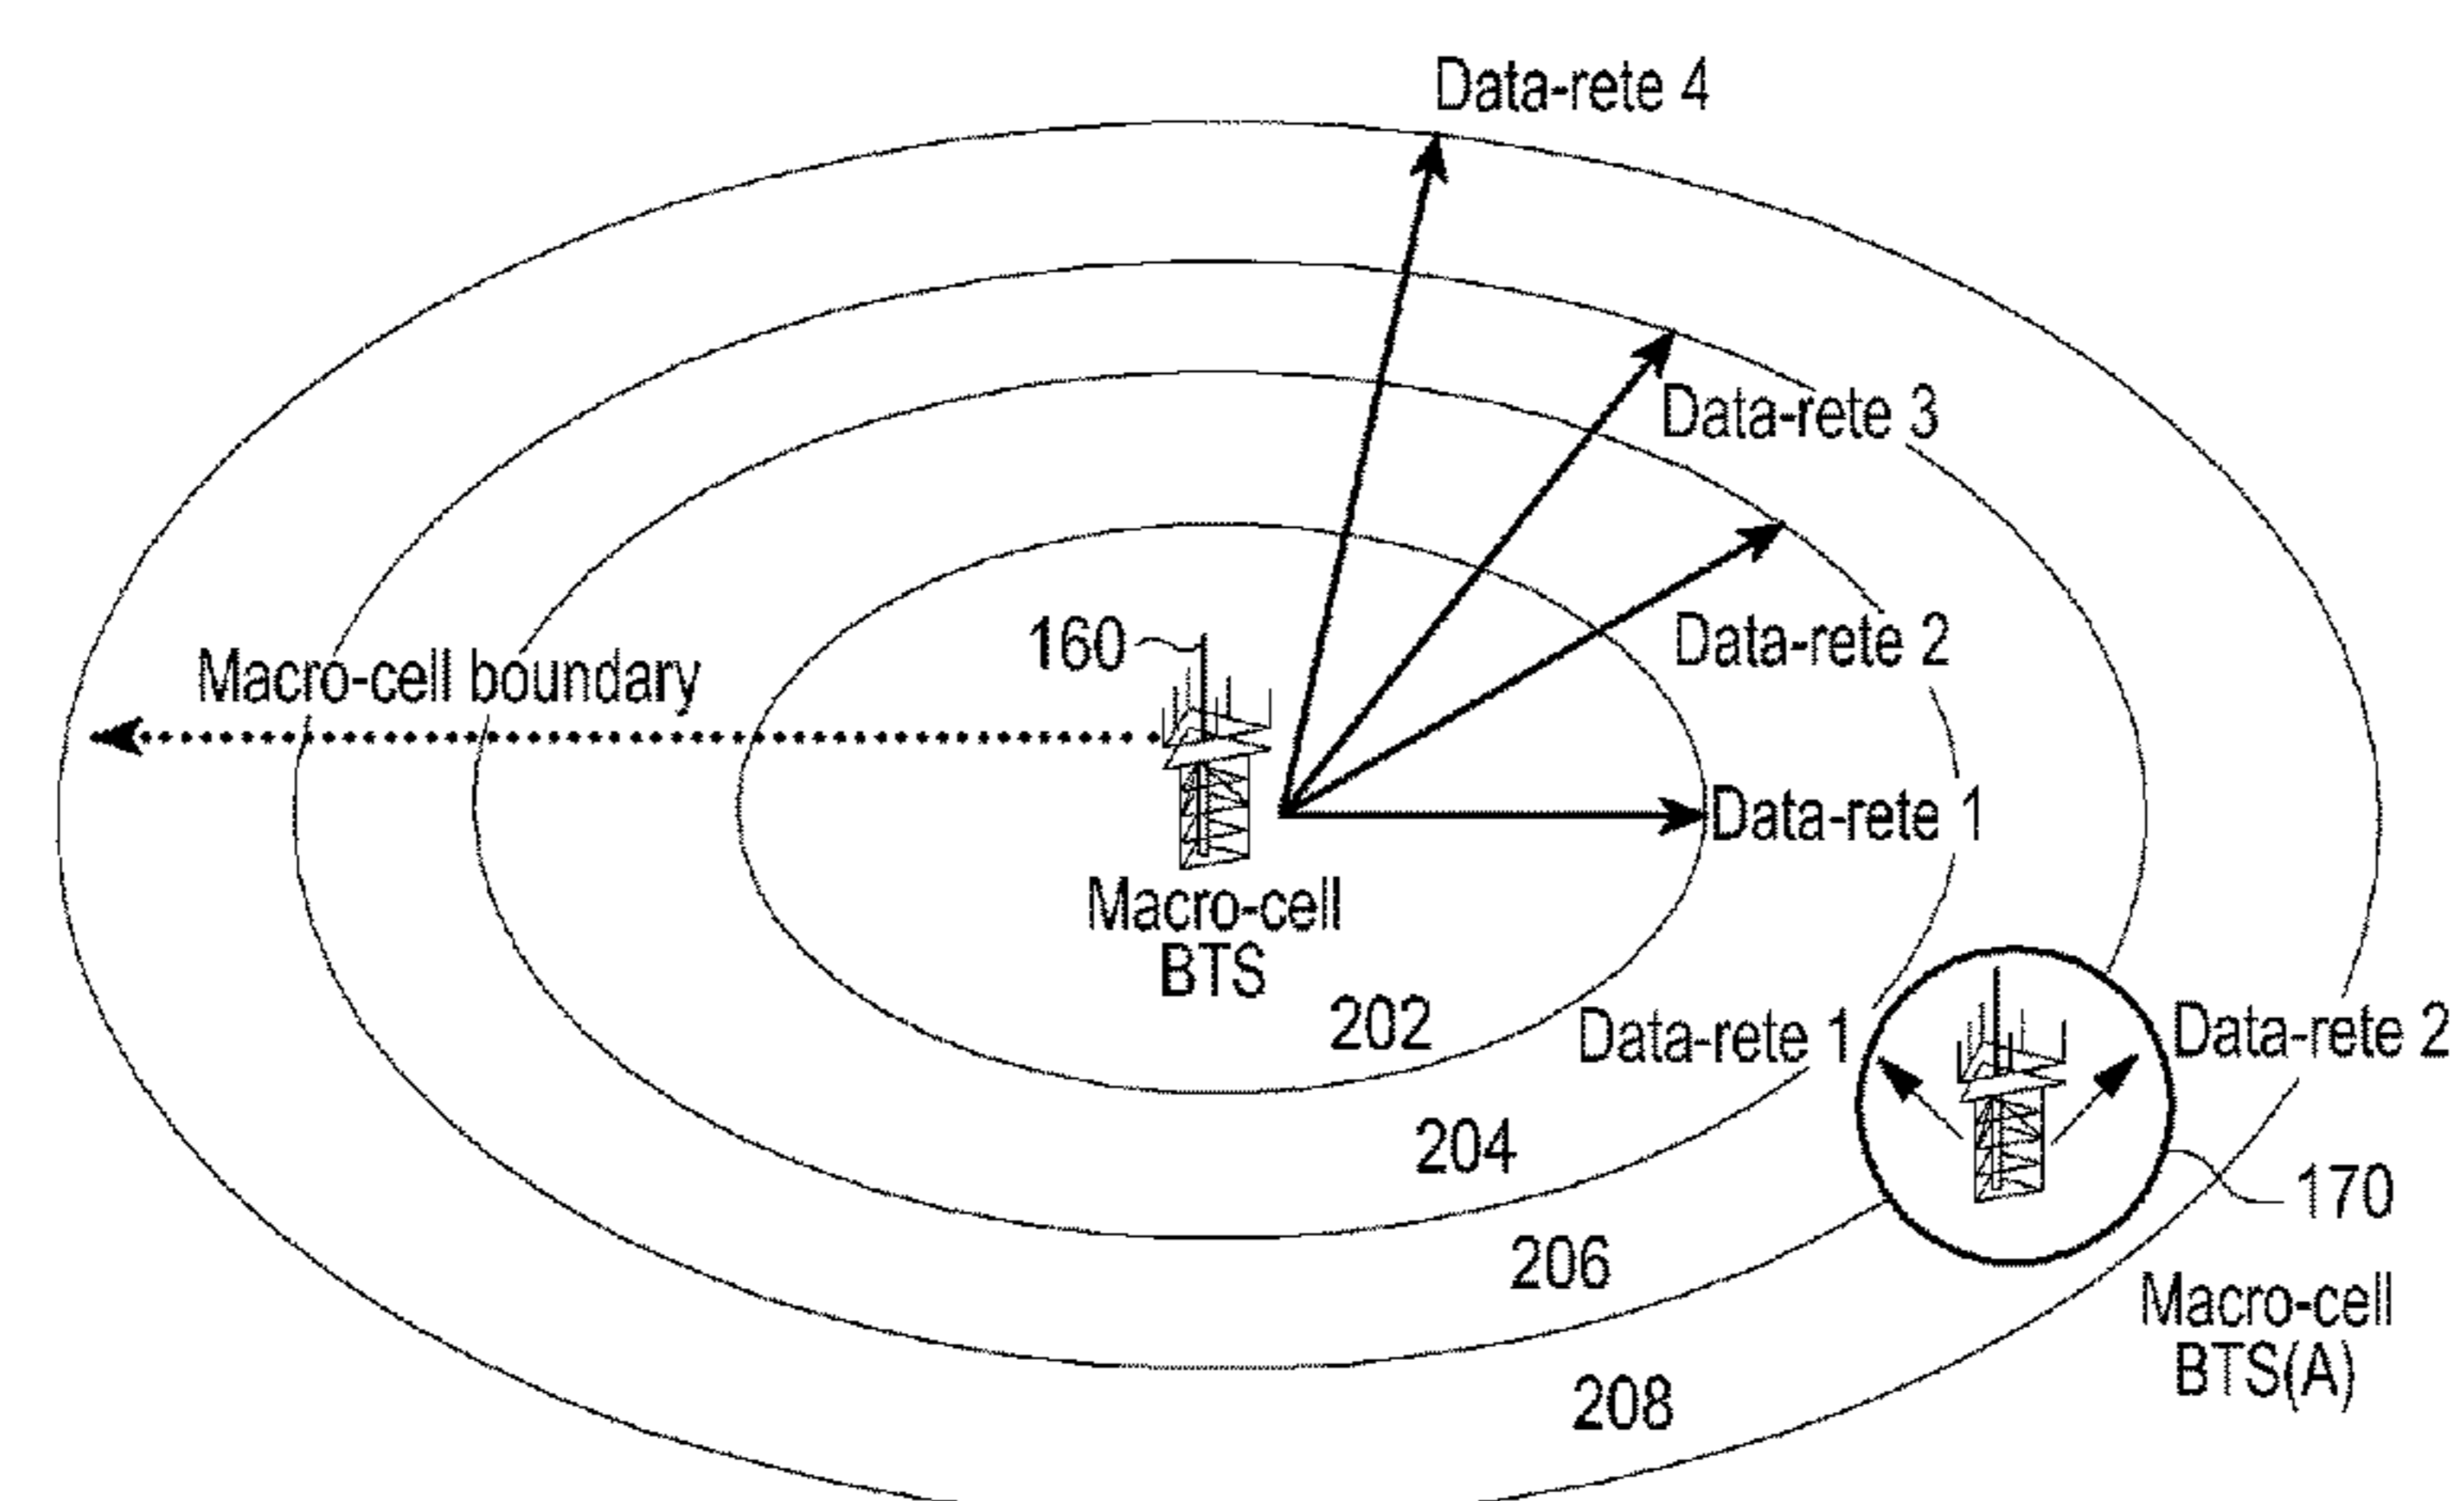 Data-rete 4
Data-rete 3
160
Data-rete 2
Macro-cell boundary
Data-rete 1
Macro-cell
BTS
202
Data-rete 1
Data-rete 2
204
170
206
Macro-cell
BTS(A)
208